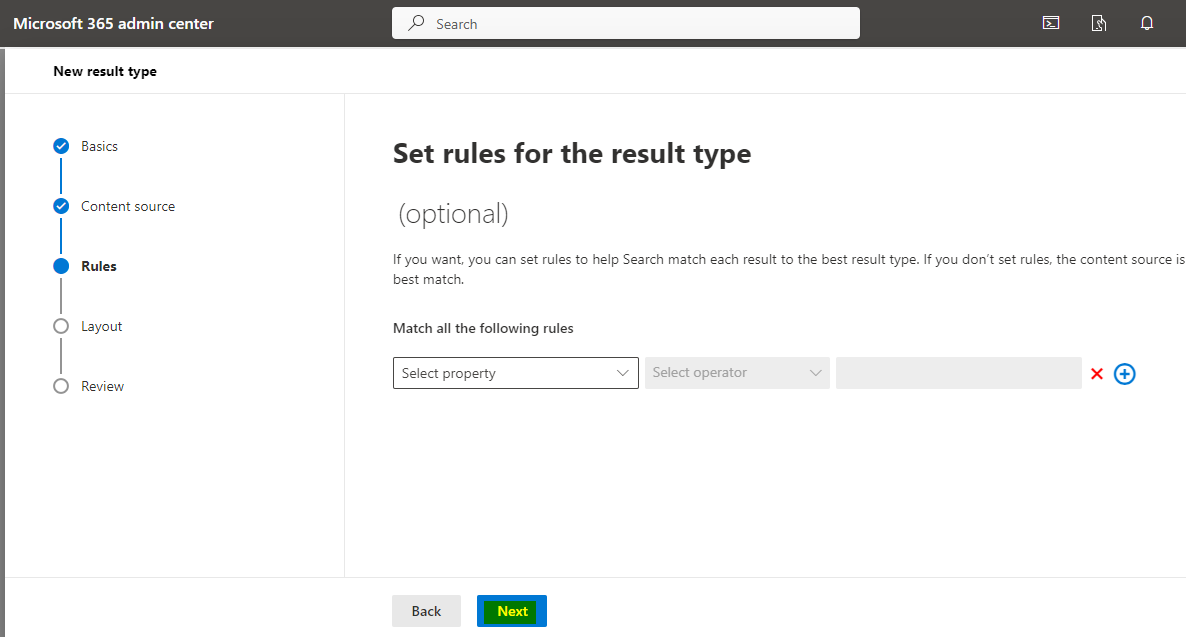 Microsoft 365 admin center
Search
New result type
Basics
Content source
Rules
Layout
Review
Set rules for the result type
(optional)
If you want, you can set rules to help Search match each result to the best result type. If you don’t set rules, the content source is
best match.
Match all the following rules
Select property
Select operator
Back
Next